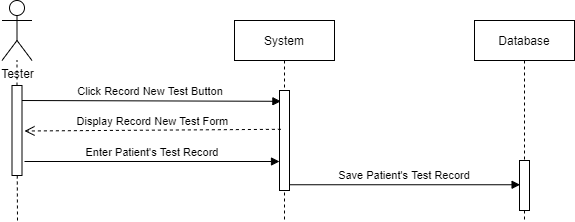 System
Database
Tester
Click Record New Test Button
Display Record New Test Form
Enter Patient's Test Record
Save Patient's Test Record